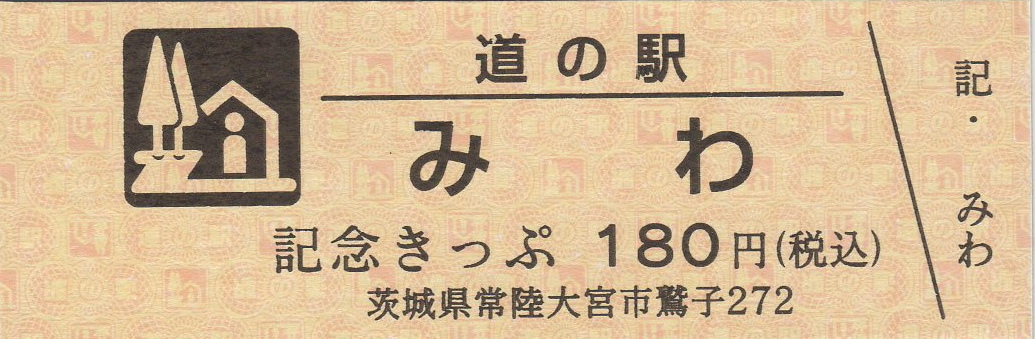 道の駅
みわ
記念きっぷ 180円(税込)
茨城県常陸大宮市鷲子272
記・みわ